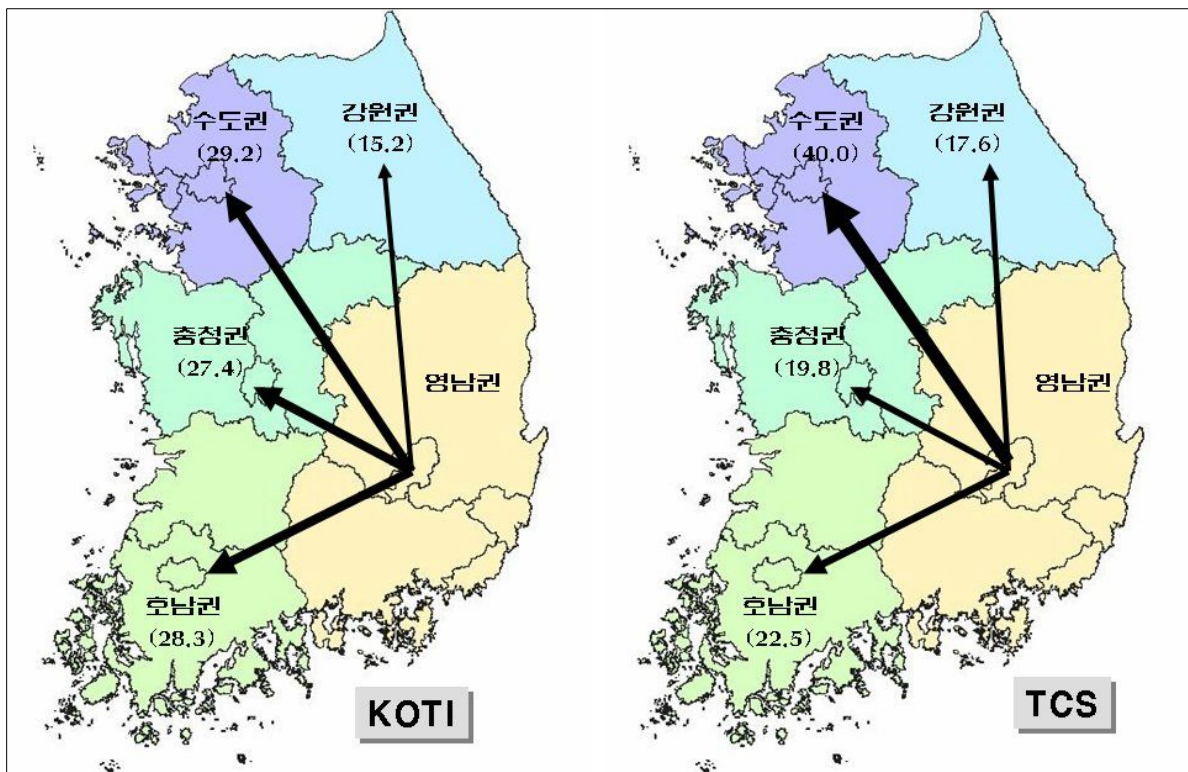 수도권
(29.2)
강원권
(15.2)
충청권
(27.4)
영남권
호남권
(28.3)
KOTI
수도권
(40.0)
강원권
(17.6)
충청권
(19.8)
영남권
호남권
(22.5)
TCS